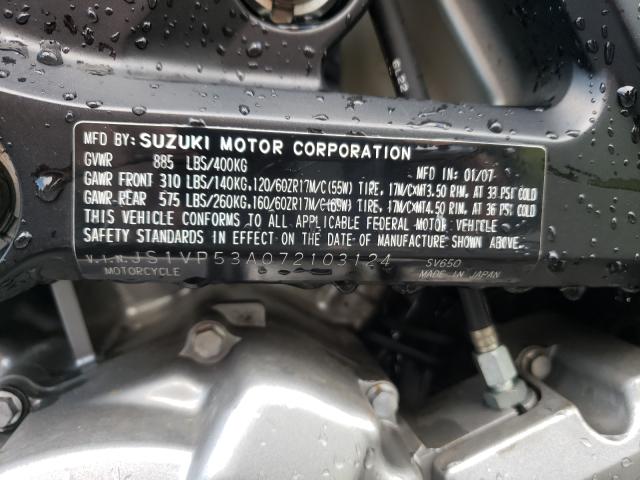 MFD BY: SUZUKI MOTOR CORPORATION
GVWR 885 LBS/400KG MFD IN: 01/07
GAWR FRONT 310 LBS/140KG,120/60ZR17M/C(55W) TIRE, 17M/CXMT3.50 RIM, AT 33 PSI COLD
GAWR-REAR 575 LBS/260KG,160/60ZR17M/C(69W) TIRE, 17M/CXMT4.50 RIM, AT 36 PSI COLD
THIS VEHICLE CONFORMS TO ALL APPLICABLE FEDERAL MOTOR VEHICLE
SAFETY STANDARDS IN EFFECT ON THE DATE OF MANUFACTURE SHOWN ABOVE.
V.I.N. JS1VP53A072103124 SV650
MOTORCYCLE MADE IN JAPAN